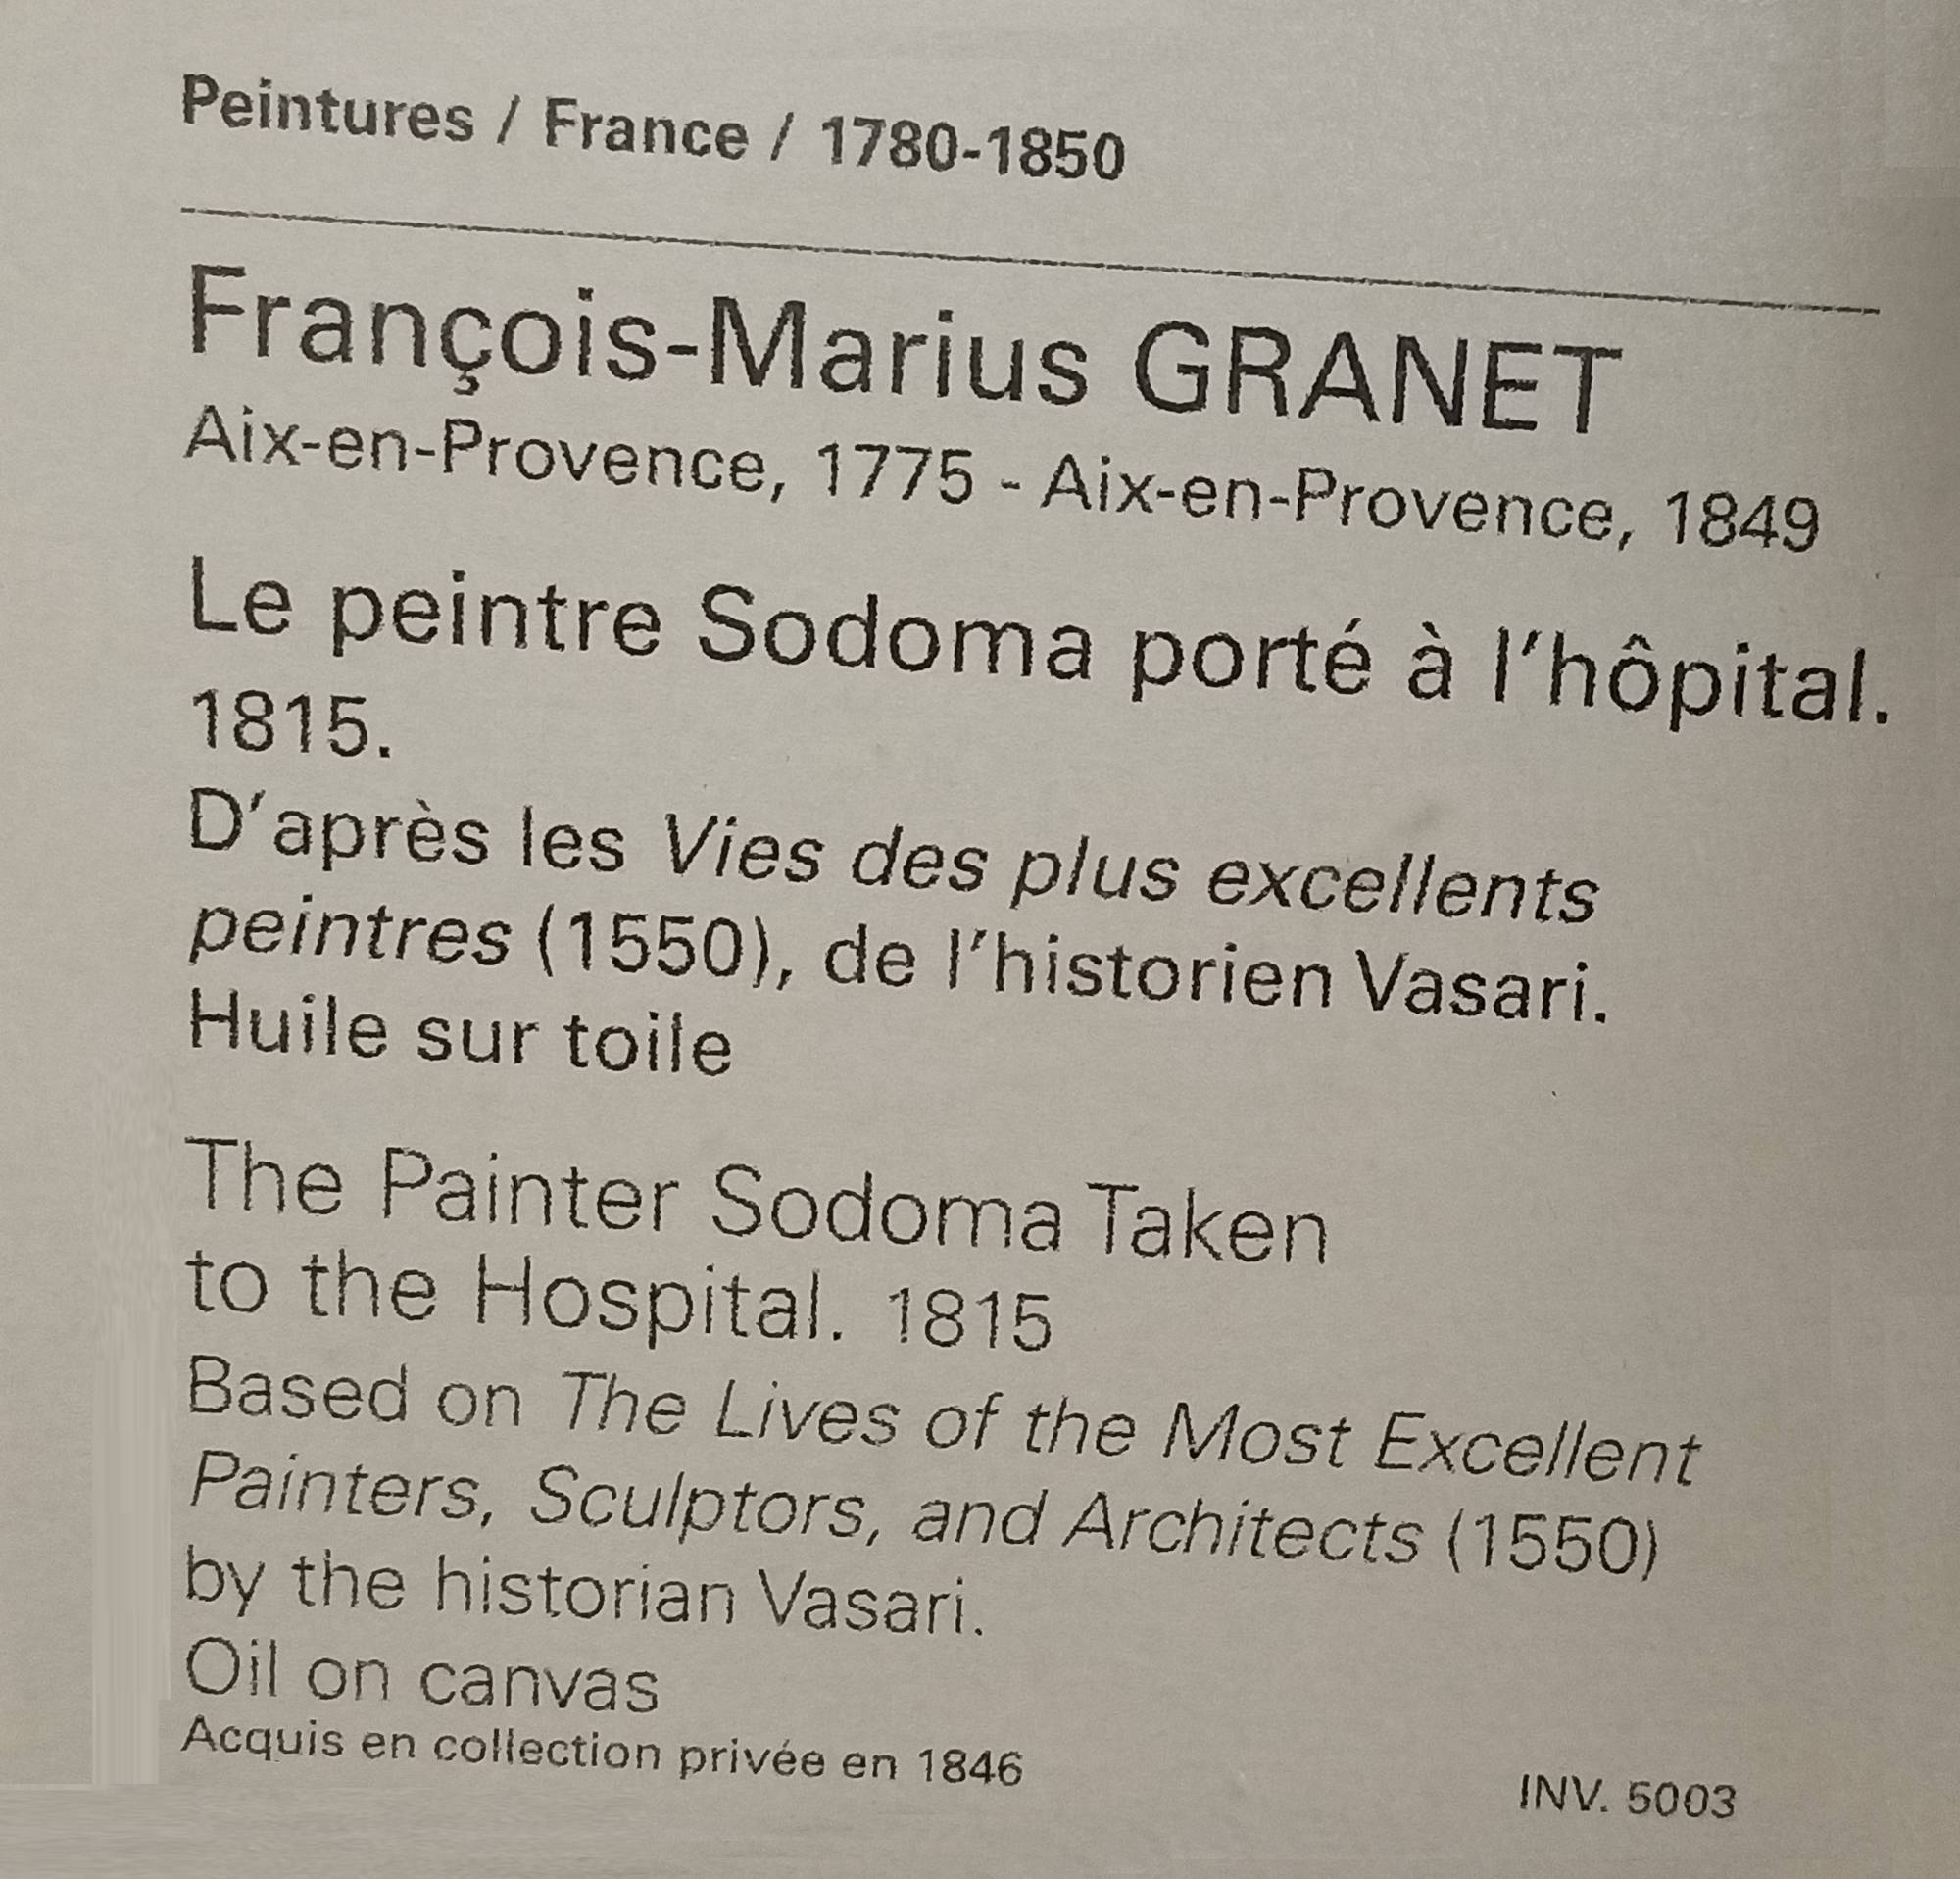 Peintures / France / 1780-1850
François-Marius GRANET
Aix-en-Provence, 1775 - Aix-en-Provence, 1849
Le peintre Sodoma porté à l'hôpital.
1815.
D'après les Vies des plus excellents
peintres (1550), de l'historien Vasari.
Huile sur toile
The Painter Sodoma Taken
to the Hospital. 1815
Based on The Lives of the Most Excellent
Painters, Sculptors, and Architects (1550)
by the historian Vasari.
Oil on canvas
Acquis en collection privée en 1846
INV. 5003